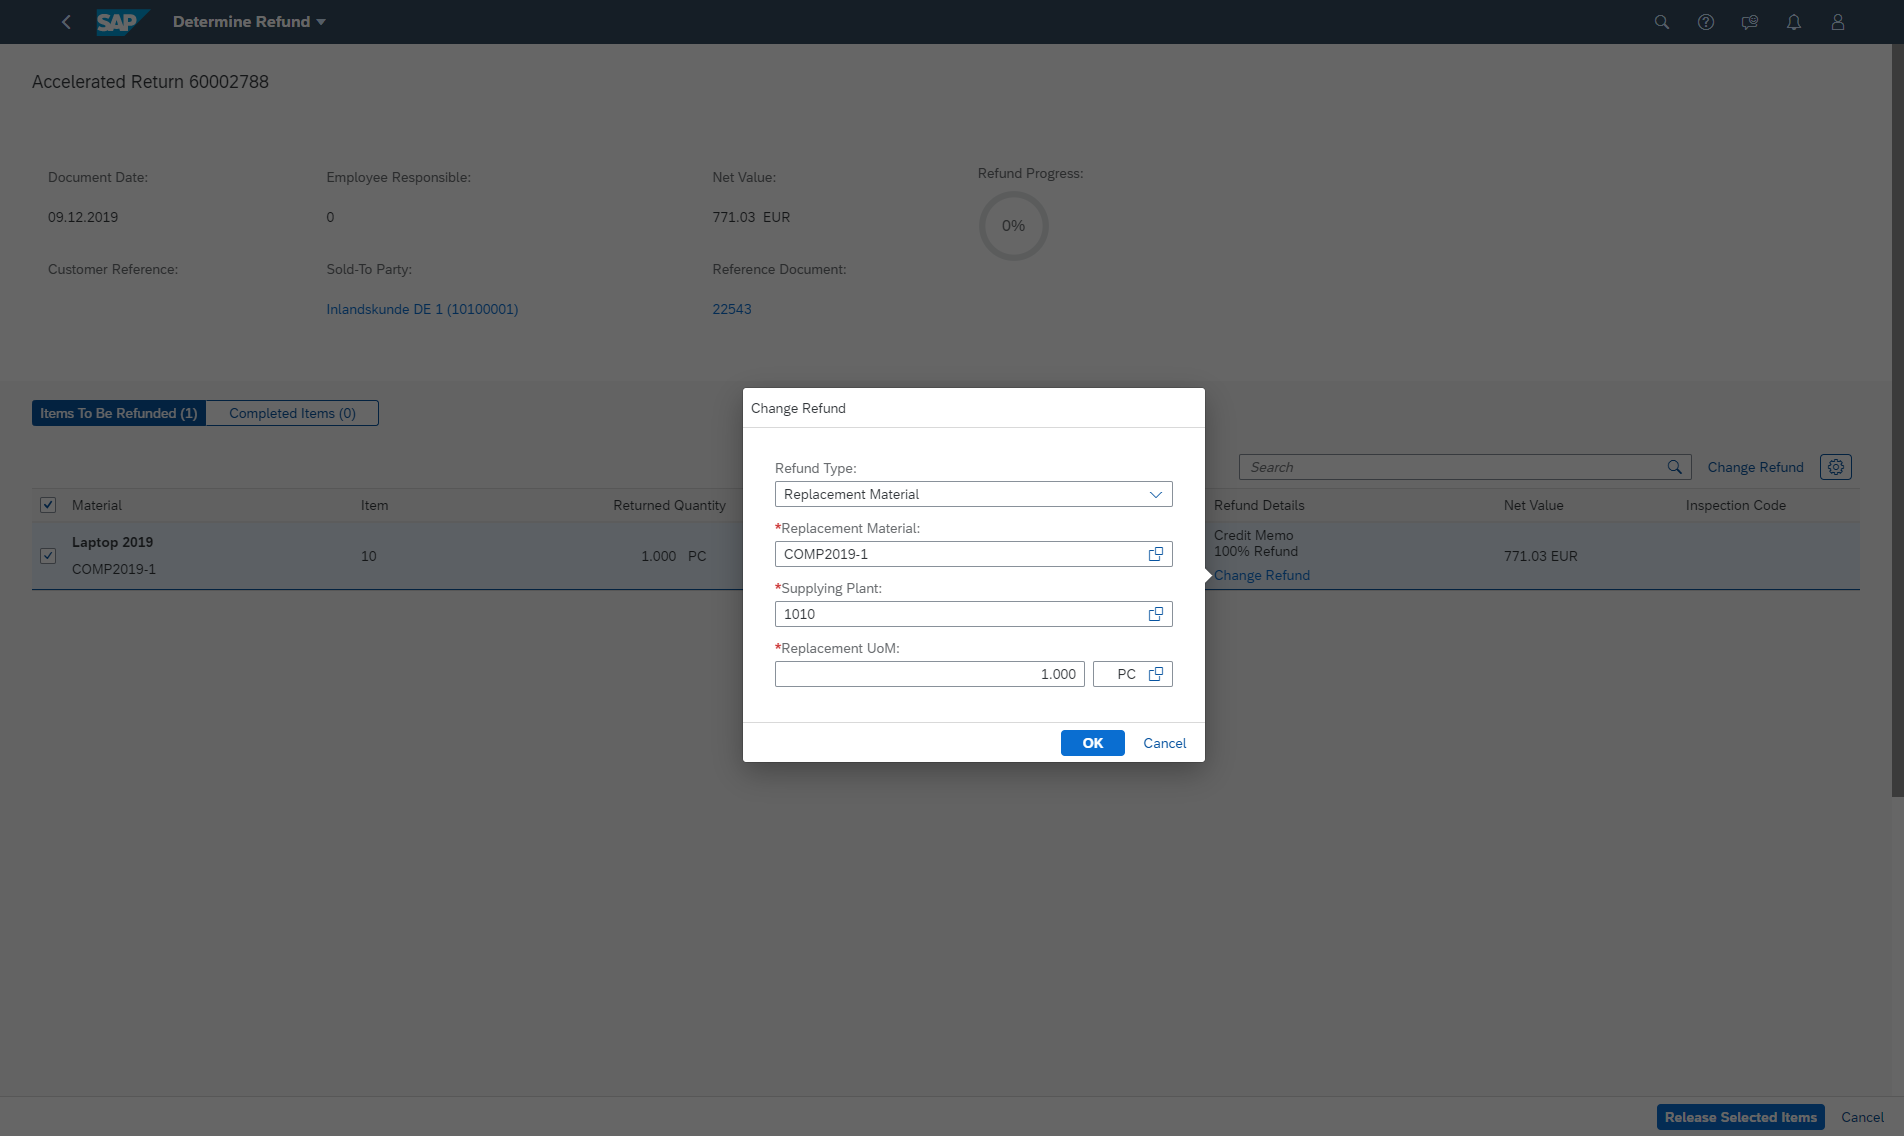 SAP
Determine Refund
Accelerated Return 60002788
Document Date:
Employee Responsible:
Net Value:
Refund Progress:
09.12.2019
0
771.03 EUR
0%
Customer Reference:
Sold-To Party:
Reference Document:
Inlandskunde DE 1 (10100001)
22543
Items To Be Refunded (1)
Completed Items (0)
Search
Change Refund
Material
Item
Returned Quantity
Refund Details
Net Value
Inspection Code
Laptop 2019
COMP2019-1
10
1.000 PC
Credit Memo
100% Refund
Change Refund
771.03 EUR
Change Refund
Refund Type:
Replacement Material
*Replacement Material:
COMP2019-1
*Supplying Plant:
1010
*Replacement UoM:
1.000
PC
OK
Cancel
Release Selected Items
Cancel